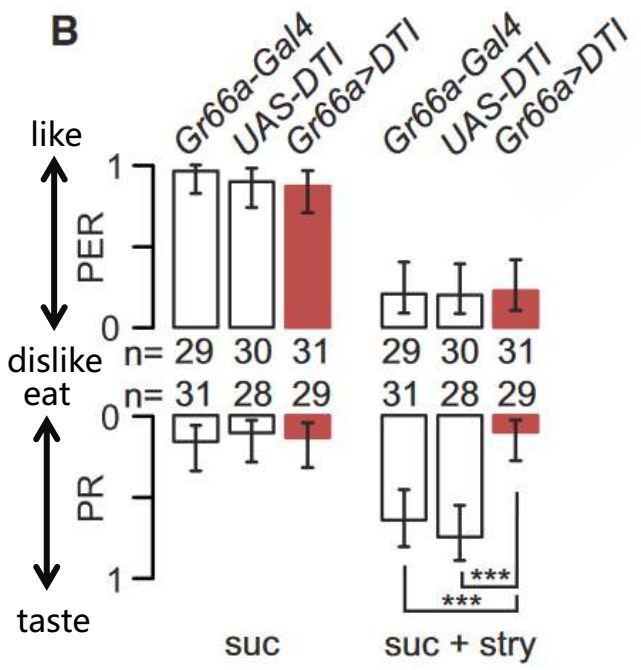 B
Gr66a-Gal4 UAS-DTI Gr66a>DTI Gr66a-Gal4 UAS-DTI Gr66a>DTI
like
1
PER
0
dislike
n= 29 30 31 29 30 31
eat
n= 31 28 29 31 28 29
0
PR
1
taste
***
***
suc suc + stry